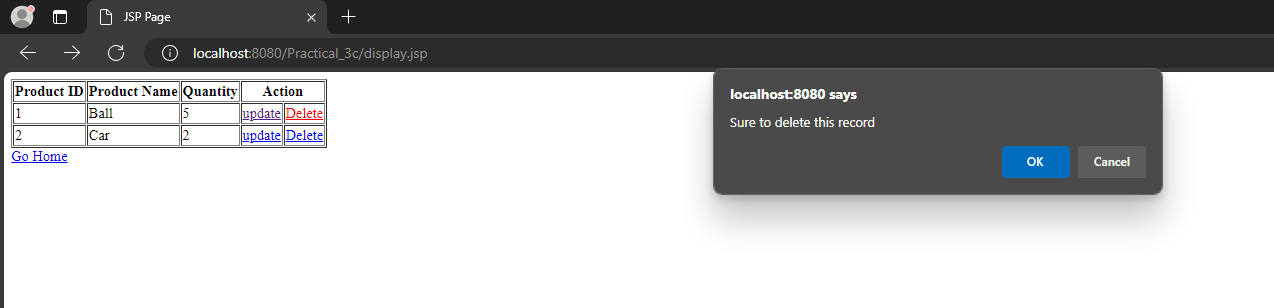 JSP Page
localhost:8080/Practical_3c/display.jsp
Product ID Product Name Quantity Action
1 Ball 5 update Delete
2 Car 2 update Delete
Go Home
localhost:8080 says
Sure to delete this record
OK Cancel